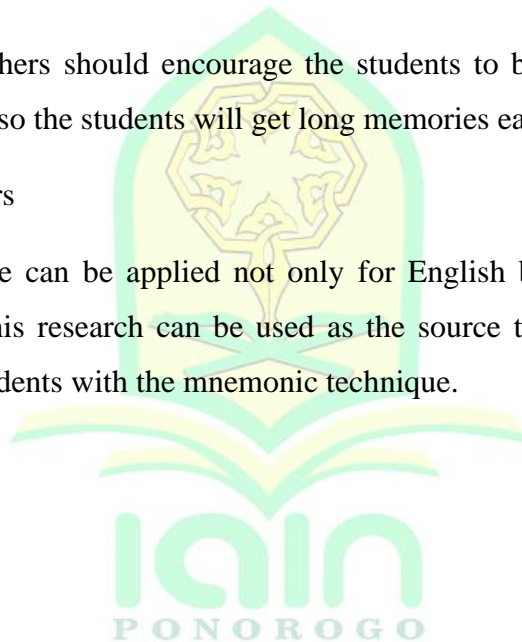 hers should encourage the students to b
so the students will get long memories ea
rs
e can be applied not only for English b
his research can be used as the source t
dents with the mnemonic technique.
iain
PONOROGO